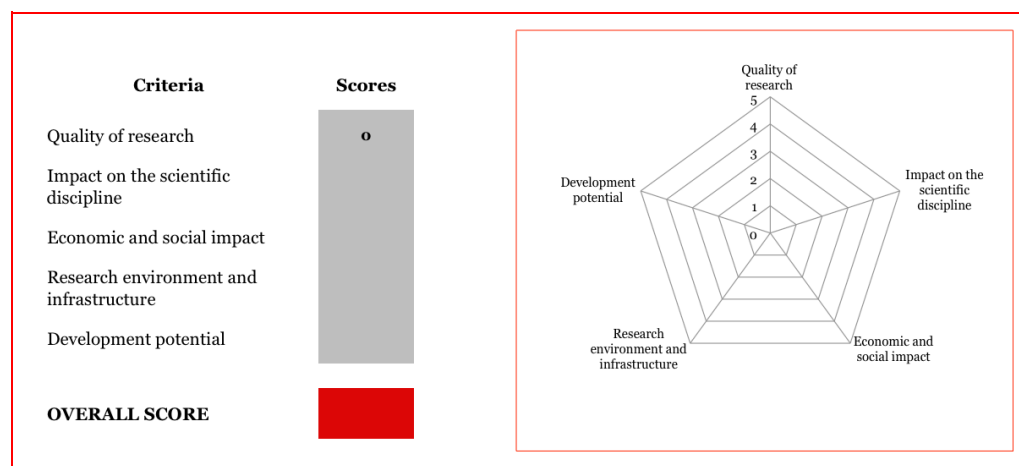 Criteria
Scores
Quality of research
0
Impact on the scientific
discipline
Economic and social impact
Research environment and
infrastructure
Development potential
OVERALL SCORE
Quality of
research
5
4
3
2
1
0
Impact on the
scientific
discipline
Economic and
social impact
Research
environment and
infrastructure
Development
potential